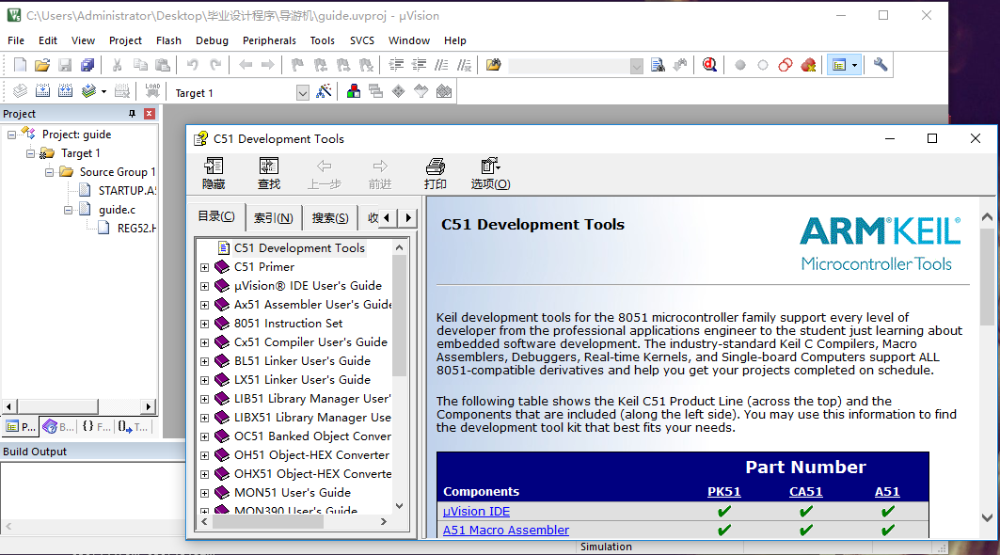 C:\Users\Administrator\Desktop\毕业设计程序\导游机\guide.uvproj - µVision
File Edit View Project Flash Debug Peripherals Tools SVCS Window Help
LOAD
Target 1
Project
Project: guide
Target 1
Source Group 1
STARTUP.A
guide.c
REG52.H
P... B... {} F... T...
Build Output
C51 Development Tools
隐藏 查找 上一步 前进 打印 选项(O)
目录(C) 索引(N) 搜索(S) 收
C51 Development Tools
C51 Primer
µVision® IDE User's Guide
Ax51 Assembler User's Guide
8051 Instruction Set
Cx51 Compiler User's Guide
BL51 Linker User's Guide
LX51 Linker User's Guide
LIB51 Library Manager User'
LIBX51 Library Manager Use
OC51 Banked Object Conver
OH51 Object-HEX Converter
OHX51 Object-HEX Converte
MON51 User's Guide
MON390 User's Guide
C51 Development Tools
ARM® KEIL®
Microcontroller Tools
Keil development tools for the 8051 microcontroller family support every level of
developer from the professional applications engineer to the student just learning about
embedded software development. The industry-standard Keil C Compilers, Macro
Assemblers, Debuggers, Real-time Kernels, and Single-board Computers support ALL
8051-compatible derivatives and help you get your projects completed on schedule.
The following table shows the Keil C51 Product Line (across the top) and the
Components that are included (along the left side). You may use this information to find
the development tool kit that best fits your needs.
Part Number
Components PK51 CA51 A51
µVision IDE ✔ ✔ ✔
A51 Macro Assembler ✔ ✔ ✔
Simulation